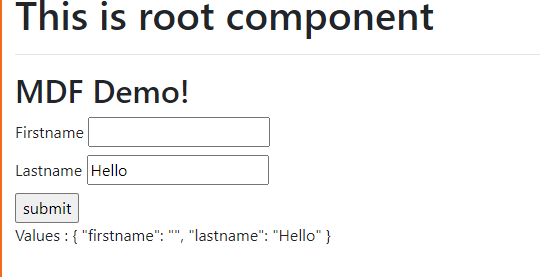 This is root component
MDF Demo!
Firstname
Lastname Hello
submit
Values : { "firstname": "", "lastname": "Hello" }